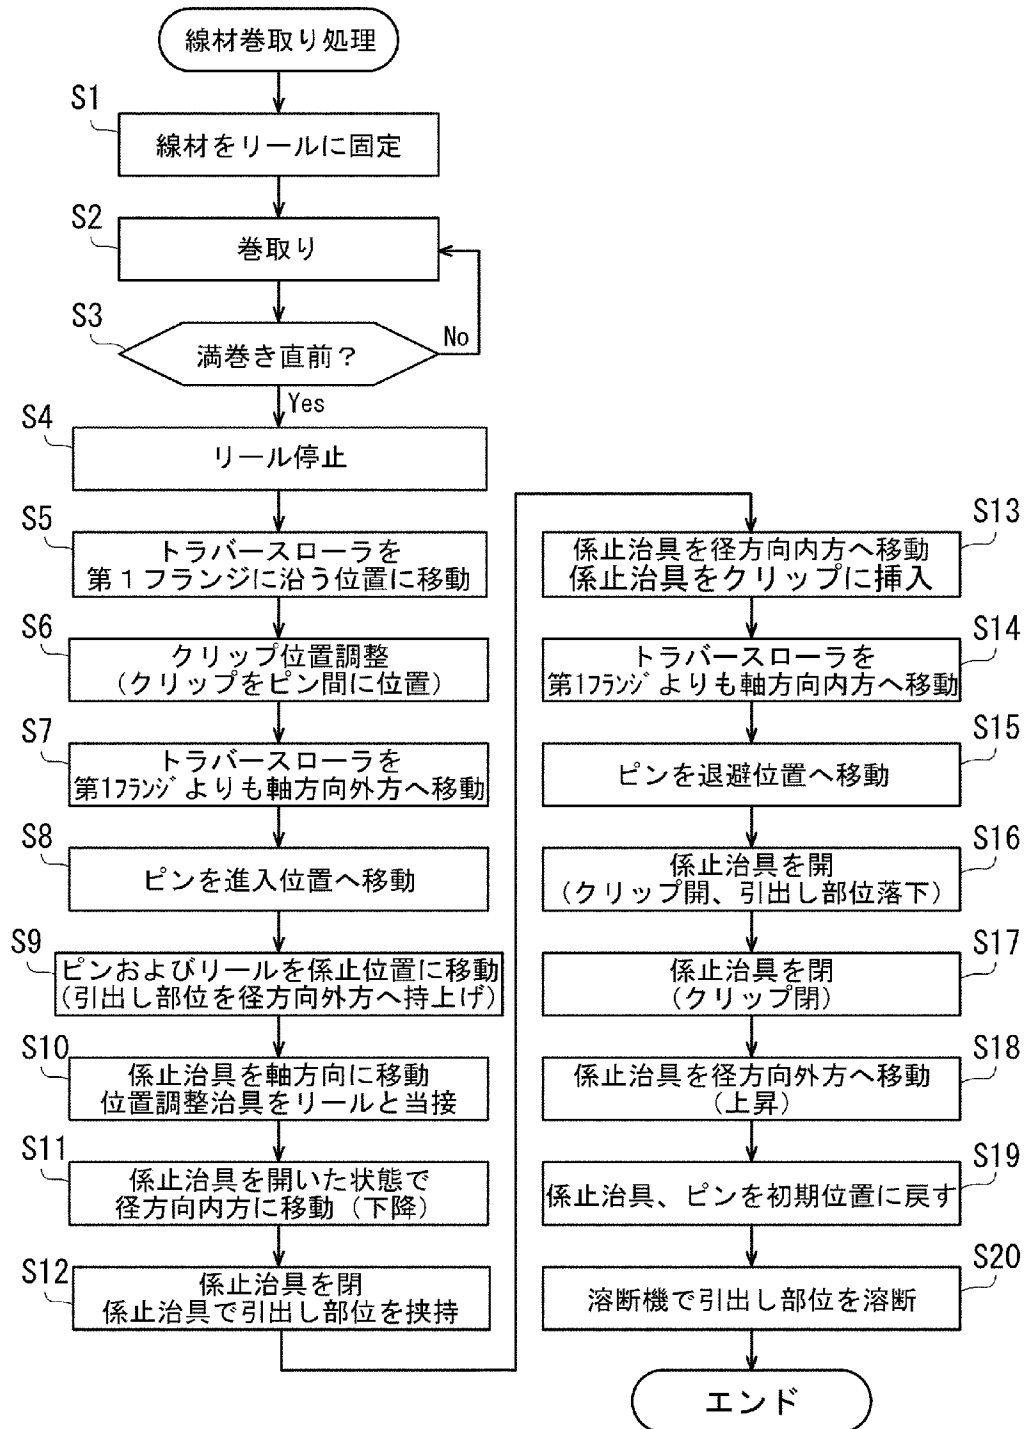 線材巻取り処理
S1
線材をリールに固定
S2
巻取り
S3
満巻き直前?
No
Yes
S4
リール停止
S5
トラバースローラを
第1フランジに沿う位置に移動
S6
クリップ位置調整
(クリップをピン間に位置)
S7
トラバースローラを
第1フランジよりも軸方向外方へ移動
S8
ピンを進入位置へ移動
S9
ピンおよびリールを係止位置に移動
(引出し部位を径方向外方へ持上げ)
S10
係止治具を軸方向に移動
位置調整治具をリールと当接
S11
係止治具を開いた状態で
径方向内方に移動(下降)
S12
係止治具を閉
係止治具で引出し部位を挟持
S13
係止治具を径方向内方へ移動
係止治具をクリップに挿入
S14
トラバースローラを
第1フランジよりも軸方向内方へ移動
S15
ピンを退避位置へ移動
S16
係止治具を開
(クリップ開、引出し部位落下)
S17
係止治具を閉
(クリップ閉)
S18
係止治具を径方向外方へ移動
(上昇)
S19
係止治具、ピンを初期位置に戻す
S20
溶断機で引出し部位を溶断
エンド